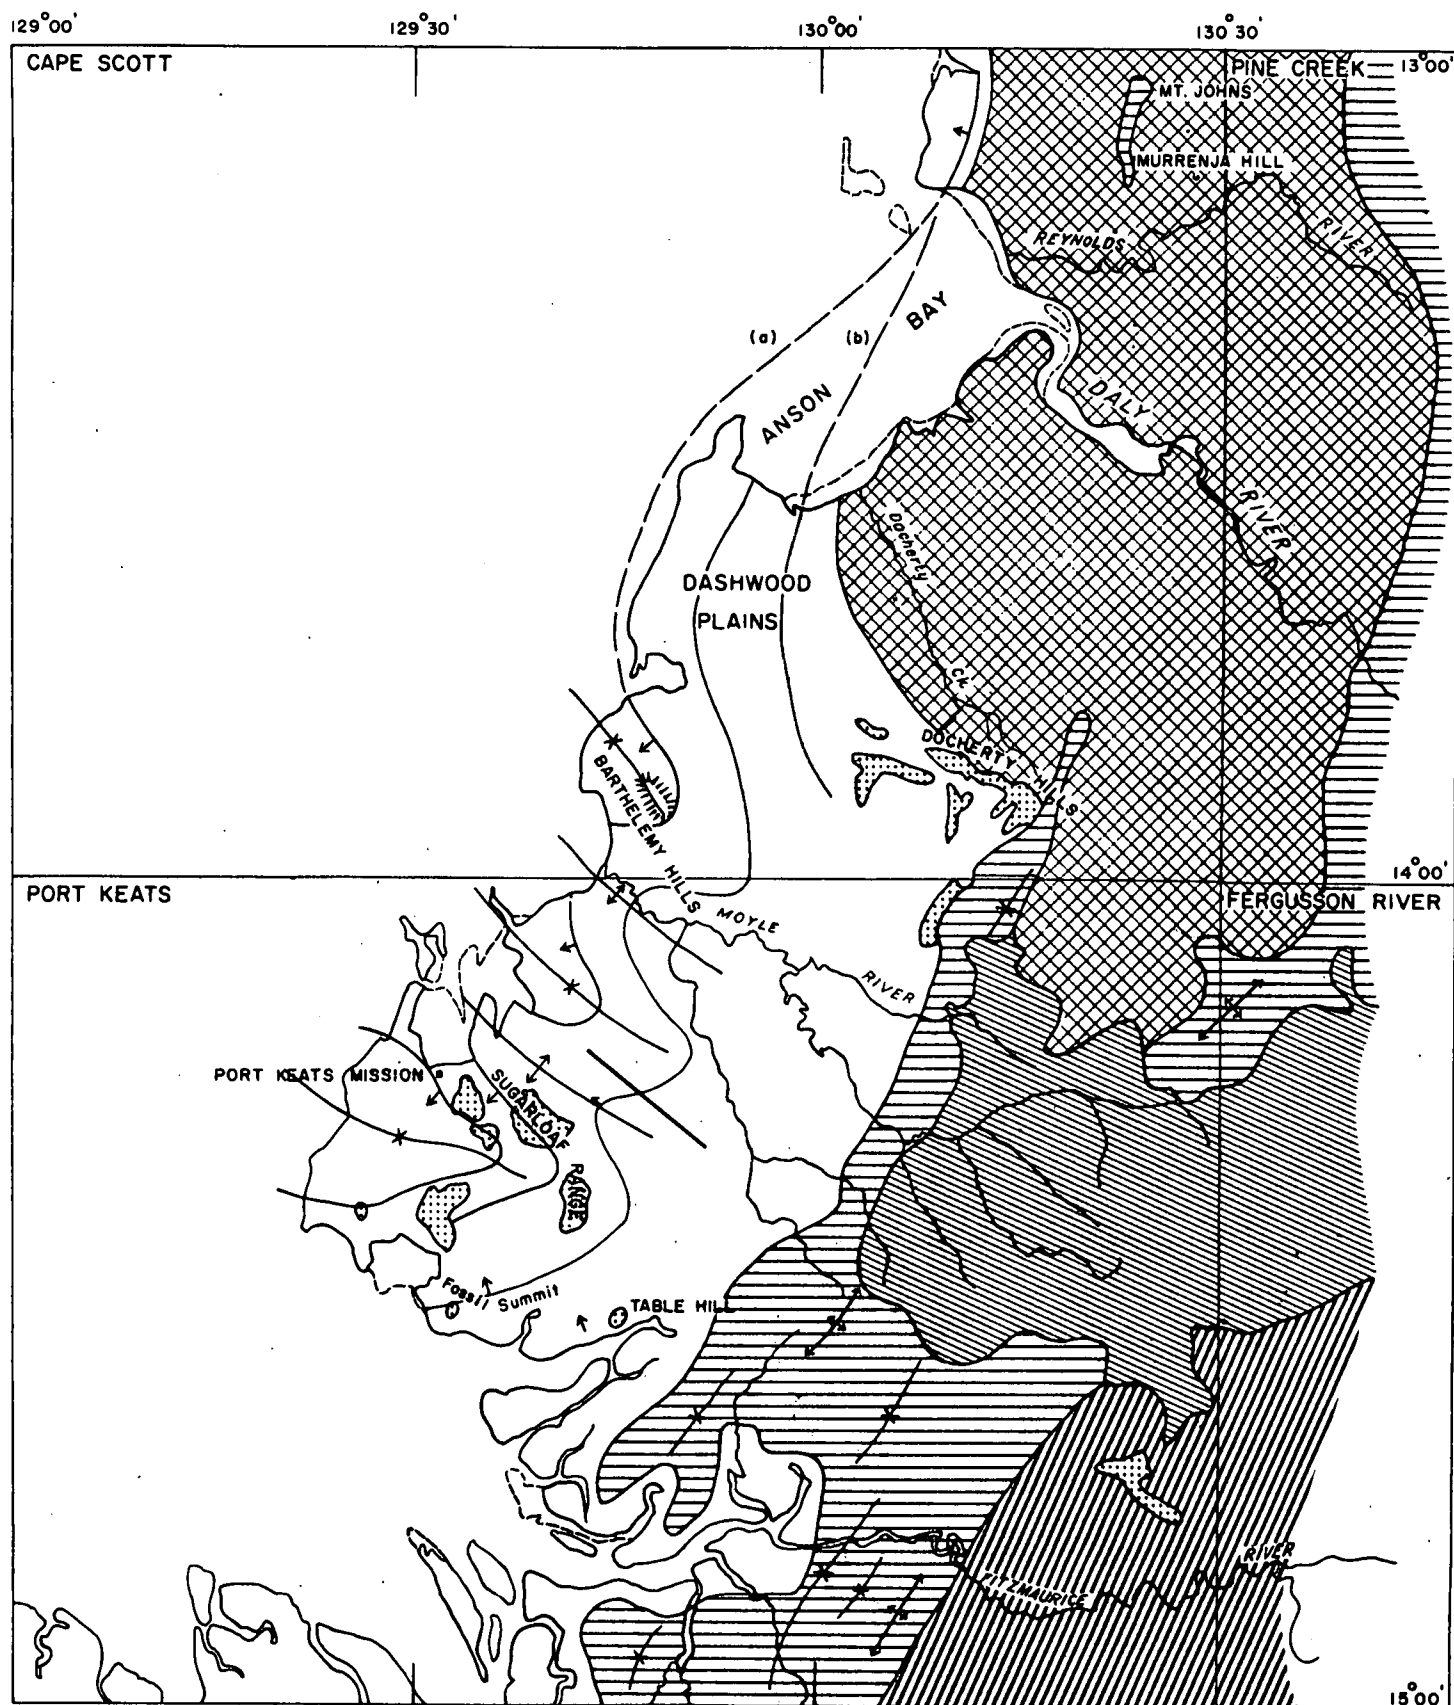 129°00'
129°30'
130°00'
130°30'
CAPE SCOTT
PINE CREEK
13°00'
MT. JOHNS
MURRENJA HILL
REYNOLDS
RIVER
BAY
(a)
(b)
ANSON
DALY
RIVER
Docherty
Ck
DASHWOOD
PLAINS
DOCHERTY HILLS
BARTHELEMY HILLS
14°00'
PORT KEATS
FERGUSSON RIVER
MOYLE
RIVER
PORT KEATS MISSION
SUGARLOAF
RANGE
Fossil Summit
TABLE HILL
RIVER
FITZMAURICE
15°00'